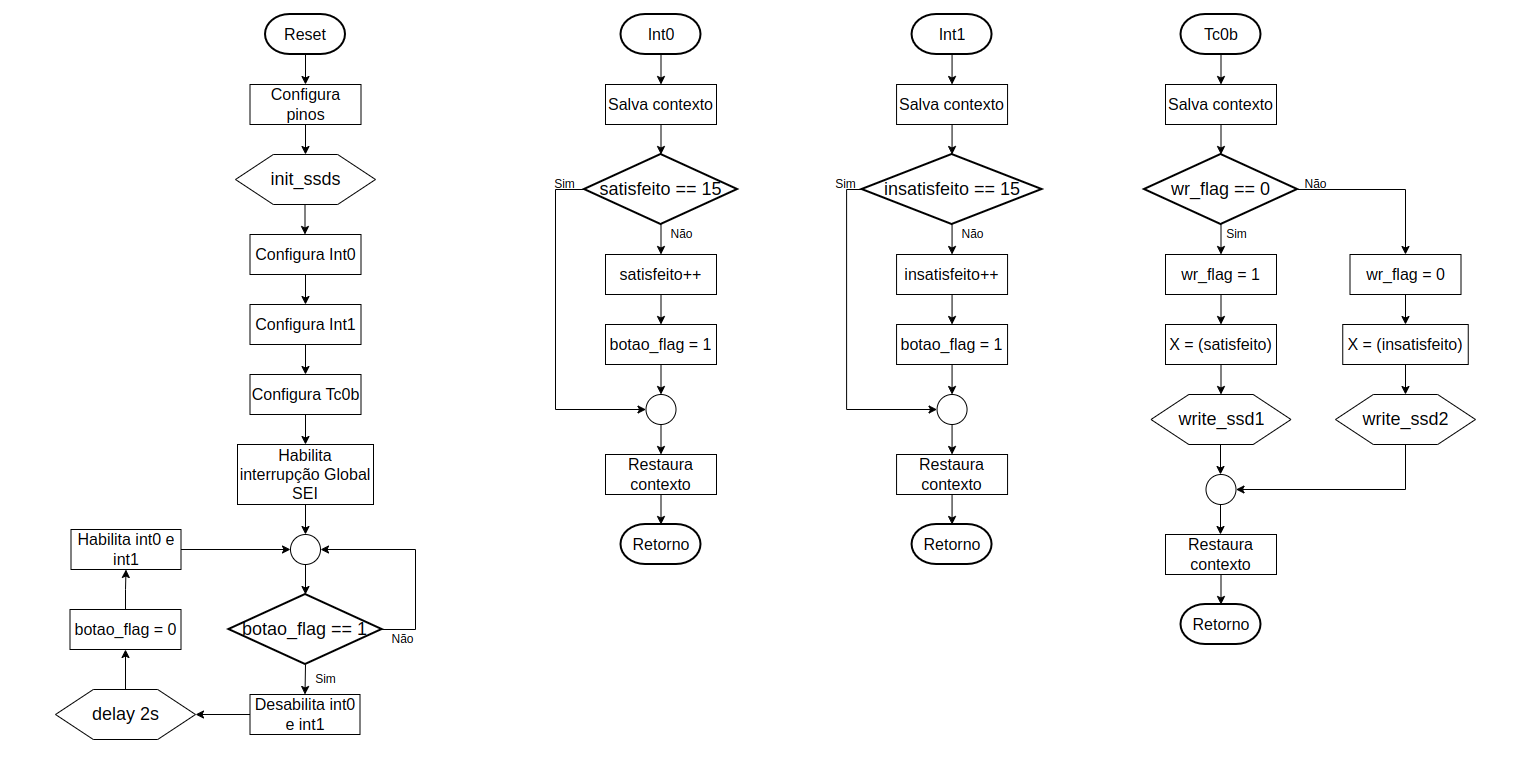 Reset
Configura
pinos
init_ssds
Configura Int0
Configura Int1
Configura Tc0b
Habilita
interrupção Global
SEI
Habilita int0 e
int1
botao_flag = 0
delay 2s
botao_flag == 1
Não
Sim
Desabilita int0
e int1
Int0
Salva contexto
Sim
satisfeito == 15
Não
satisfeito++
botao_flag = 1
Restaura
contexto
Retorno
Int1
Salva contexto
Sim
insatisfeito == 15
Não
insatisfeito++
botao_flag = 1
Restaura
contexto
Retorno
Tc0b
Salva contexto
wr_flag == 0
Não
Sim
wr_flag = 1
X = (satisfeito)
write_ssd1
wr_flag = 0
X = (insatisfeito)
write_ssd2
Restaura
contexto
Retorno